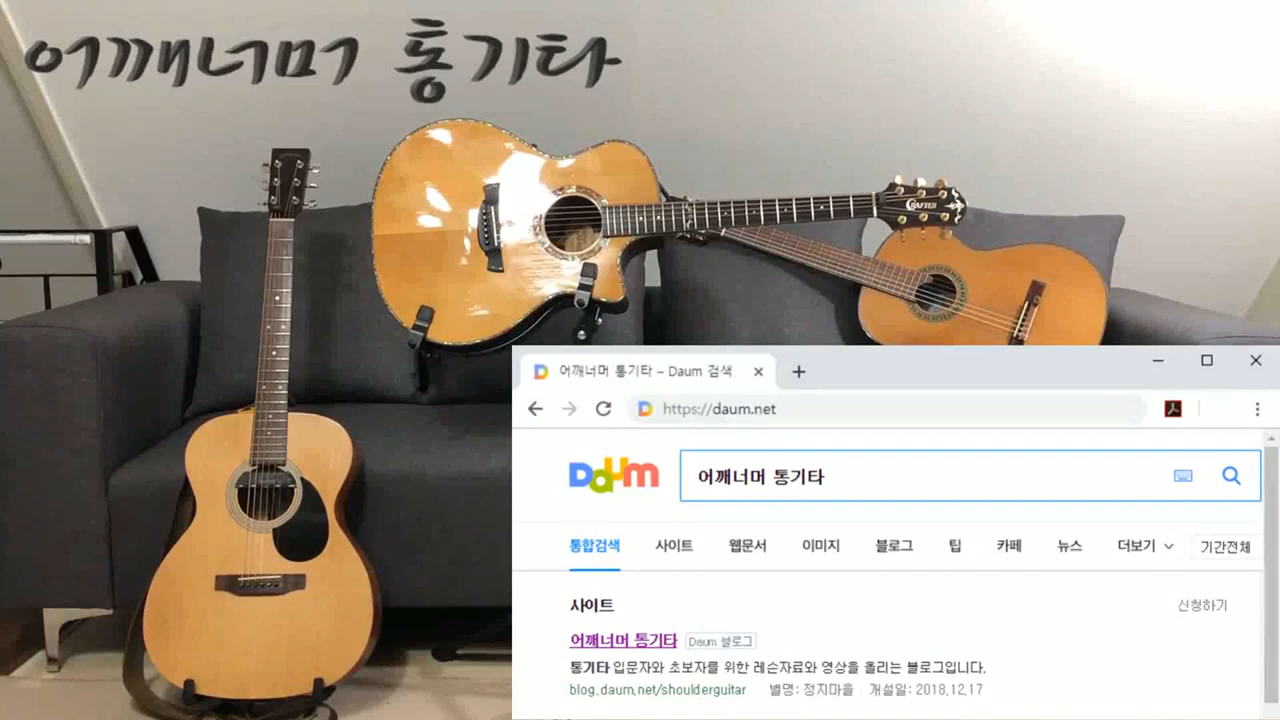 어깨너머 통기타
CRAFTER
어깨너머 통기타 – Daum 검색
https://daum.net
Daum
어깨너머 통기타
통합검색 사이트 웹문서 이미지 블로그 팁 카페 뉴스 더보기 기간전체
사이트
신청하기
어깨너머 통기타 Daum 블로그
통기타 입문자와 초보자를 위한 레슨자료와 영상을 올리는 블로그입니다.
blog.daum.net/shoulderguitar 별명: 정지마을 개설일: 2018.12.17